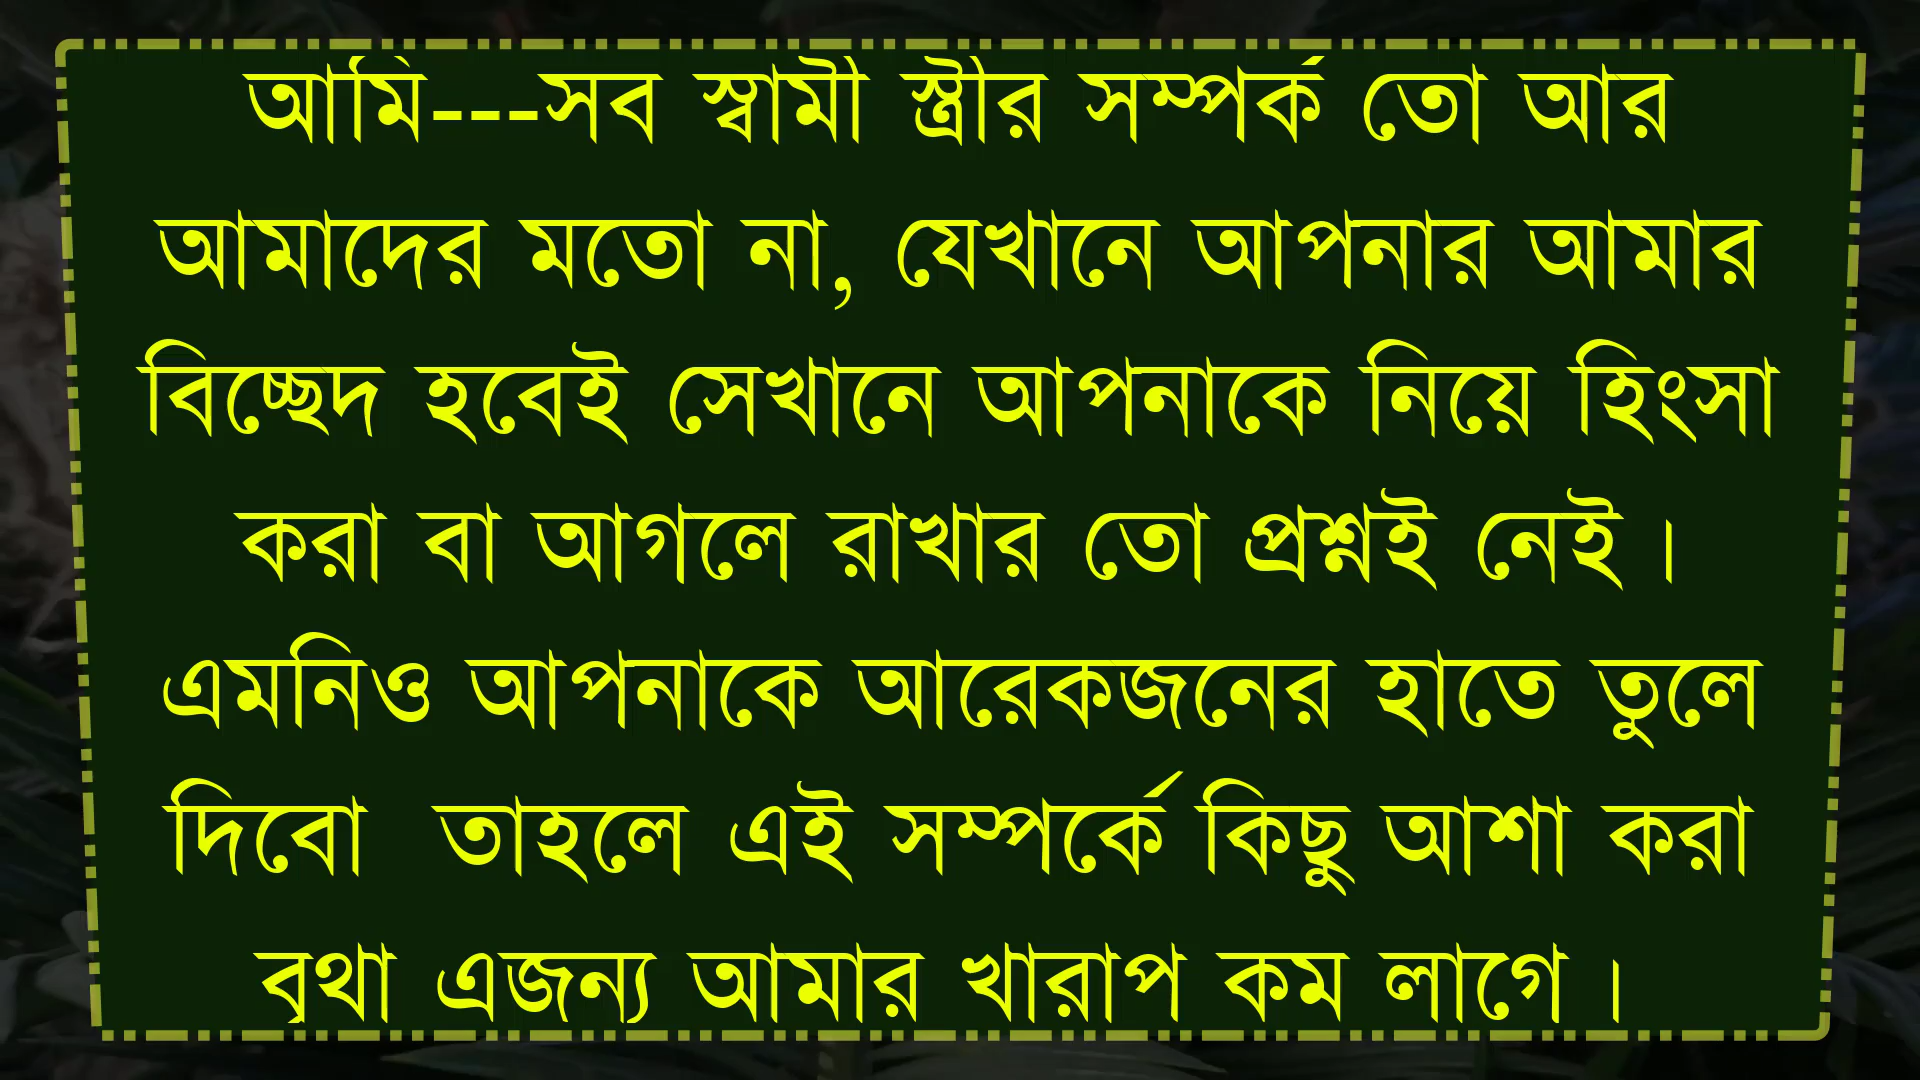 আমি---সব স্বামী স্ত্রীর সম্পর্ক তো আর
আমাদের মতো না, যেখানে আপনার আমার
বিচ্ছেদ হবেই সেখানে আপনাকে নিয়ে হিংসা
করা বা আগলে রাখার তো প্রশ্নই নেই।
এমনিও আপনাকে আরেকজনের হাতে তুলে
দিবো  তাহলে এই সম্পর্কে কিছু আশা করা
বৃথা এজন্য আমার খারাপ কম লাগে।